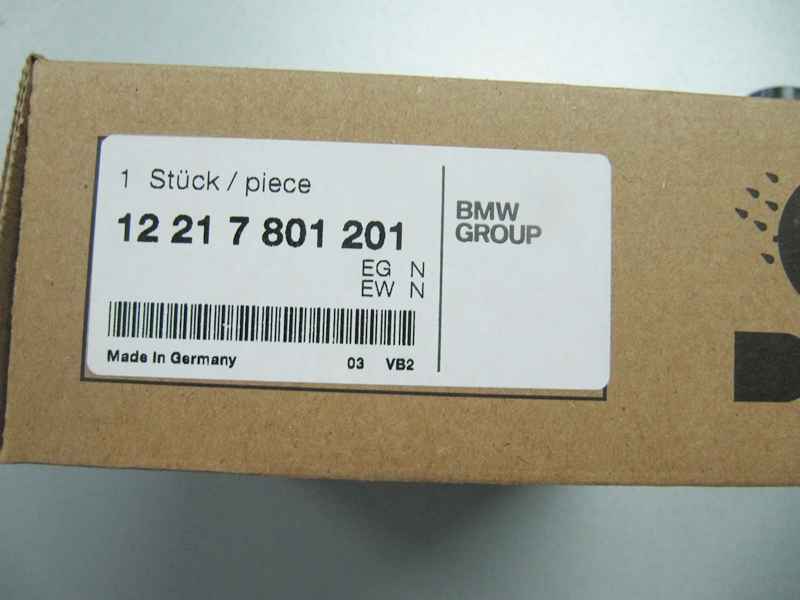 1 Stück / piece
12 21 7 801 201
EG N
EW N
Made In Germany 03 VB2
BMW
GROUP